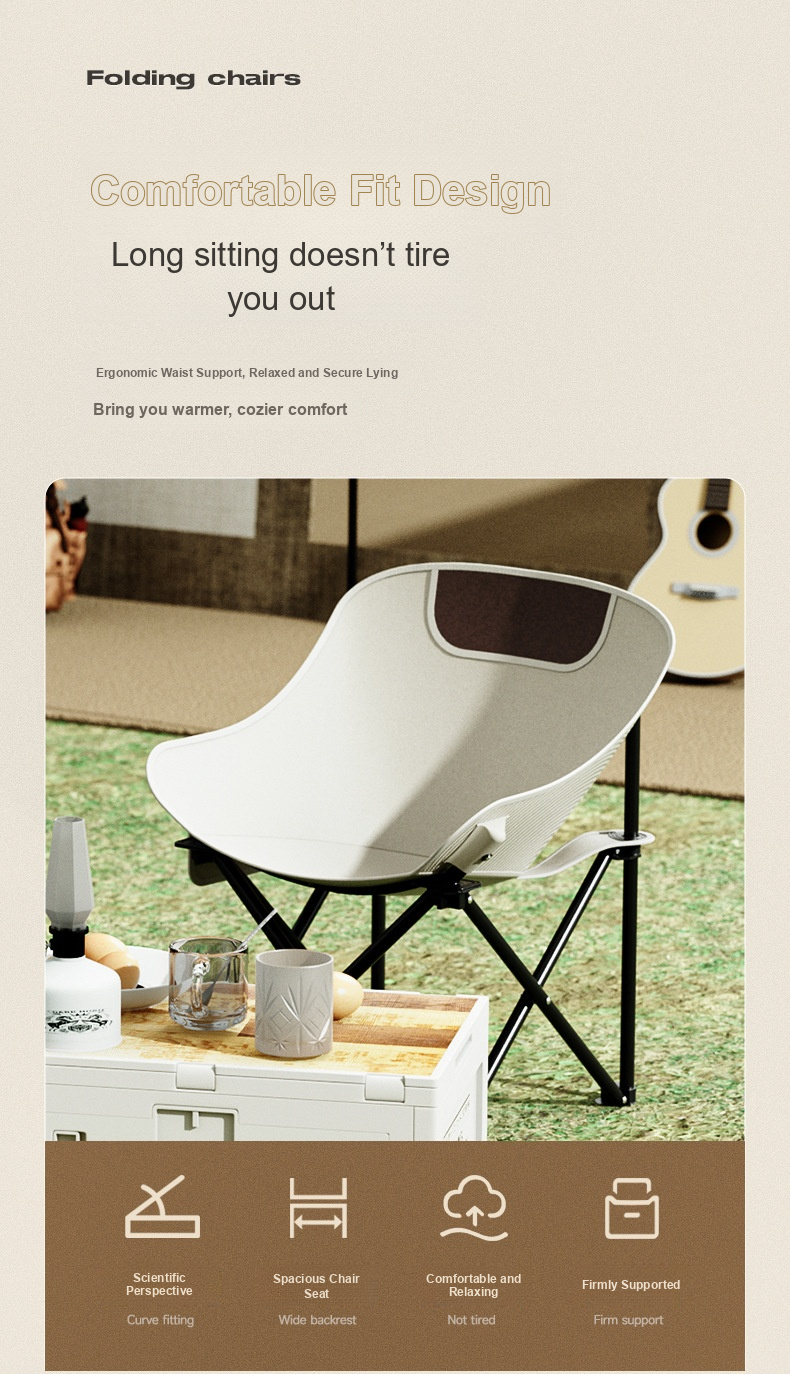 Folding chairs
Comfortable Fit Design
Long sitting doesn’t tire
you out
Ergonomic Waist Support, Relaxed and Secure Lying
Bring you warmer, cozier comfort
Scientific
Perspective
Spacious Chair
Seat
Comfortable and
Relaxing
Firmly Supported
Curve fitting
Wide backrest
Not tired
Firm support